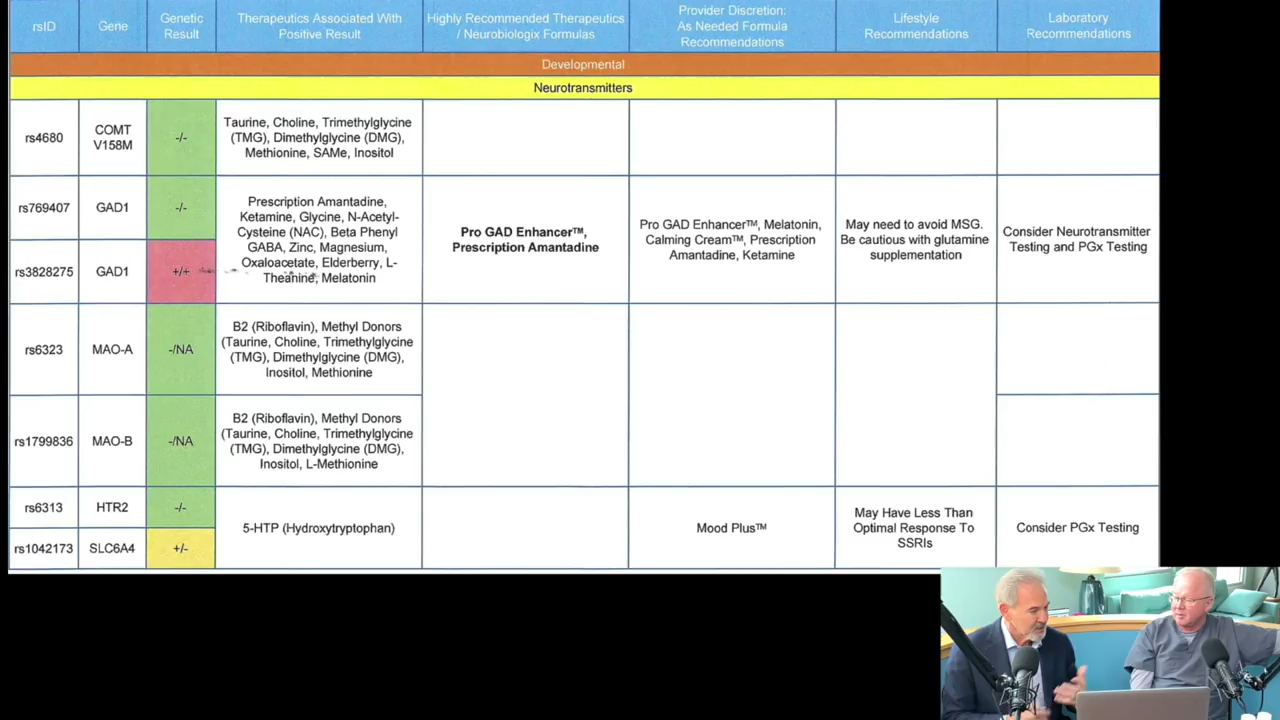 rsID
Gene
Genetic
Result
Therapeutics Associated With
Positive Result
Highly Recommended Therapeutics
/ Neurobiologix Formulas
Provider Discretion:
As Needed Formula
Recommendations
Lifestyle
Recommendations
Laboratory
Recommendations
Developmental
Neurotransmitters
rs4680
COMT
V158M
-/-
Taurine, Choline, Trimethylglycine
(TMG), Dimethylglycine (DMG),
Methionine, SAMe, Inositol
rs769407
GAD1
-/-
rs3828275
GAD1
+/+
Prescription Amantadine,
Ketamine, Glycine, N-Acetyl-
Cysteine (NAC), Beta Phenyl
GABA, Zinc, Magnesium,
Oxaloacetate, Elderberry, L-
Theanine, Melatonin
Pro GAD Enhancer™,
Prescription Amantadine
Pro GAD Enhancer™, Melatonin,
Calming Cream™, Prescription
Amantadine, Ketamine
May need to avoid MSG.
Be cautious with glutamine
supplementation
Consider Neurotransmitter
Testing and PGx Testing
rs6323
MAO-A
-/NA
B2 (Riboflavin), Methyl Donors
(Taurine, Choline, Trimethylglycine
(TMG), Dimethylglycine (DMG),
Inositol, Methionine
rs1799836
MAO-B
-/NA
B2 (Riboflavin), Methyl Donors
(Taurine, Choline, Trimethylglycine
(TMG), Dimethylglycine (DMG),
Inositol, L-Methionine
rs6313
HTR2
-/-
rs1042173
SLC6A4
+/-
5-HTP (Hydroxytryptophan)
Mood Plus™
May Have Less Than
Optimal Response To
SSRIs
Consider PGx Testing